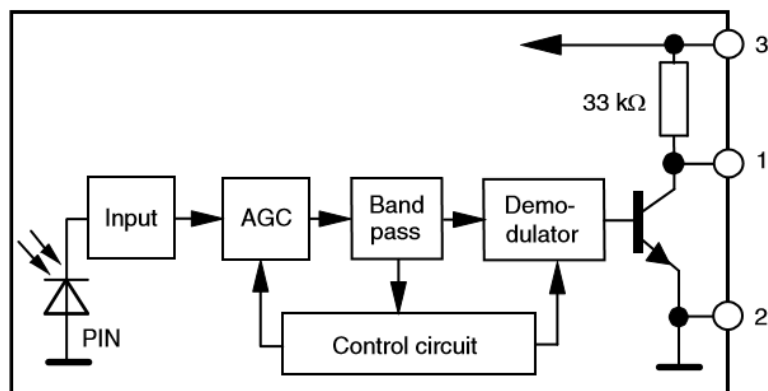 3
33 kΩ
1
Input
AGC
Band
pass
Demo-
dulator
2
PIN
Control circuit